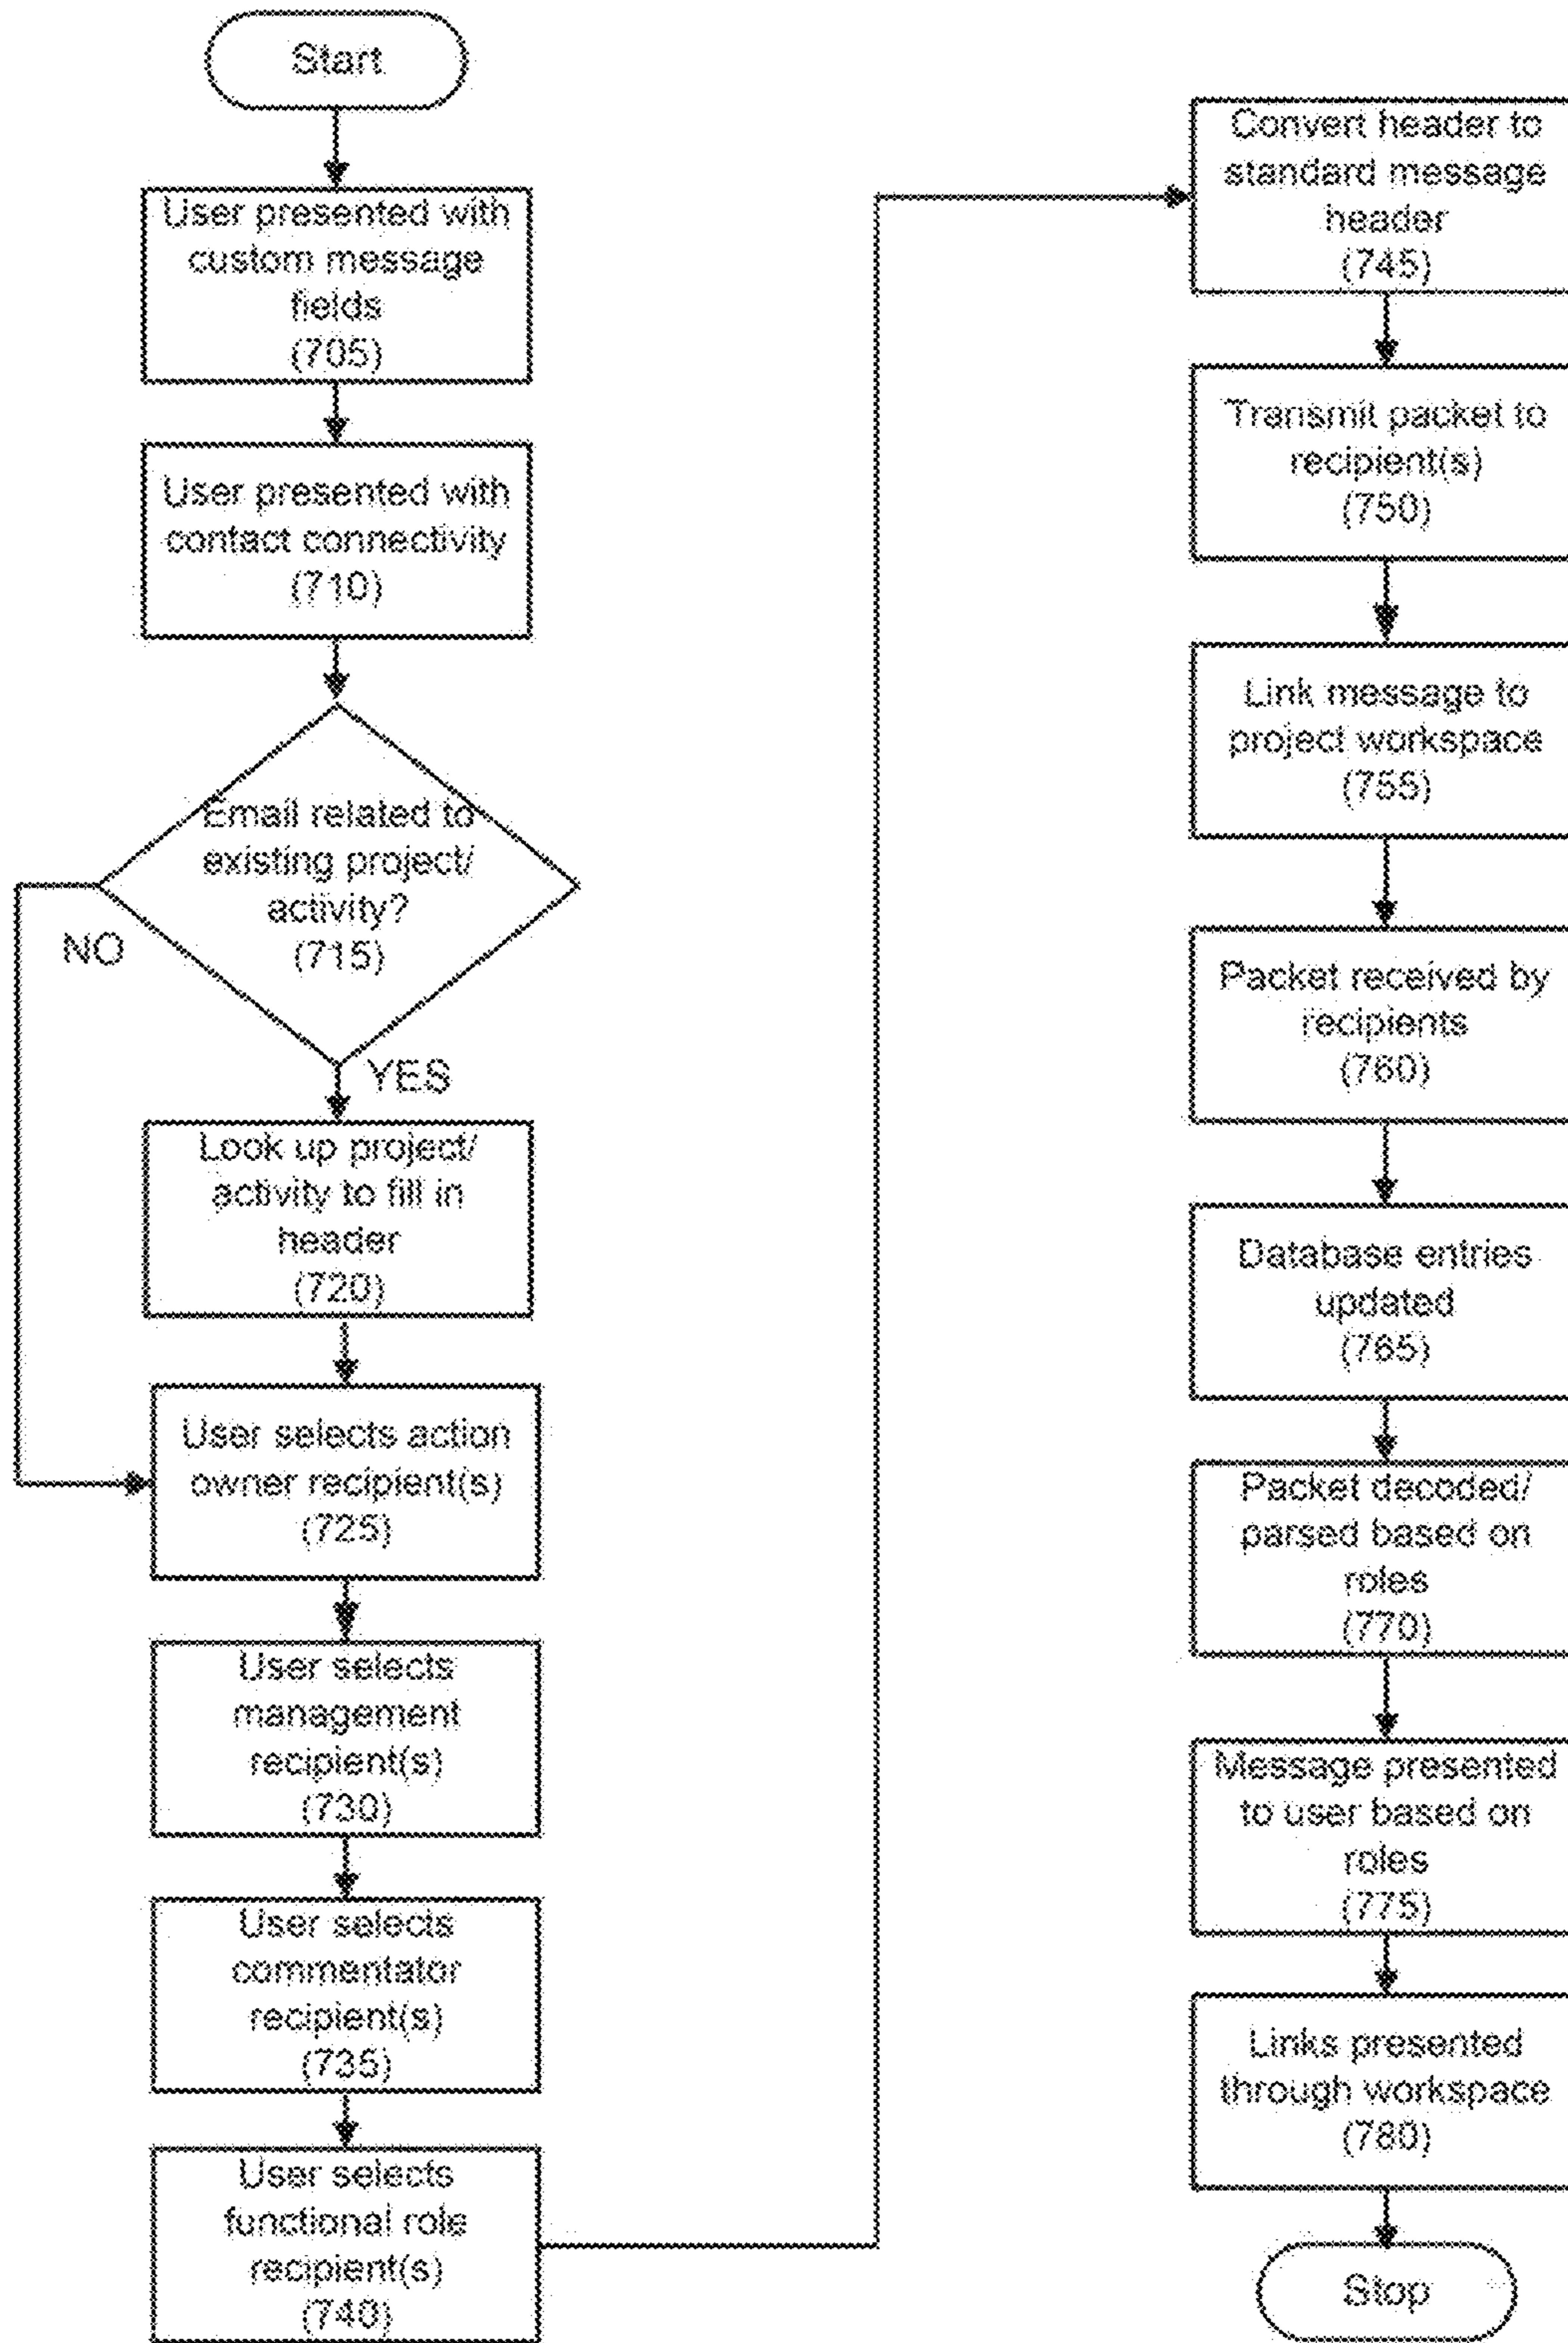 Start
User presented with
custom message
fields
(705)
User presented with
contact connectivity
(710)
Email related to
existing project/
activity?
(715)
NO
YES
Look up project/
activity to fill in
header
(720)
User selects action
owner recipient(s)
(725)
User selects
management
recipient(s)
(730)
User selects
commentator
recipient(s)
(735)
User selects
functional role
recipient(s)
(740)
Convert header to
standard message
header
(745)
Transmit packet to
recipient(s)
(750)
Link message to
project workspace
(755)
Packet received by
recipients
(760)
Database entries
updated
(765)
Packet decoded/
parsed based on
roles
(770)
Message presented
to user based on
roles
(775)
Links presented
through workspace
(780)
Stop